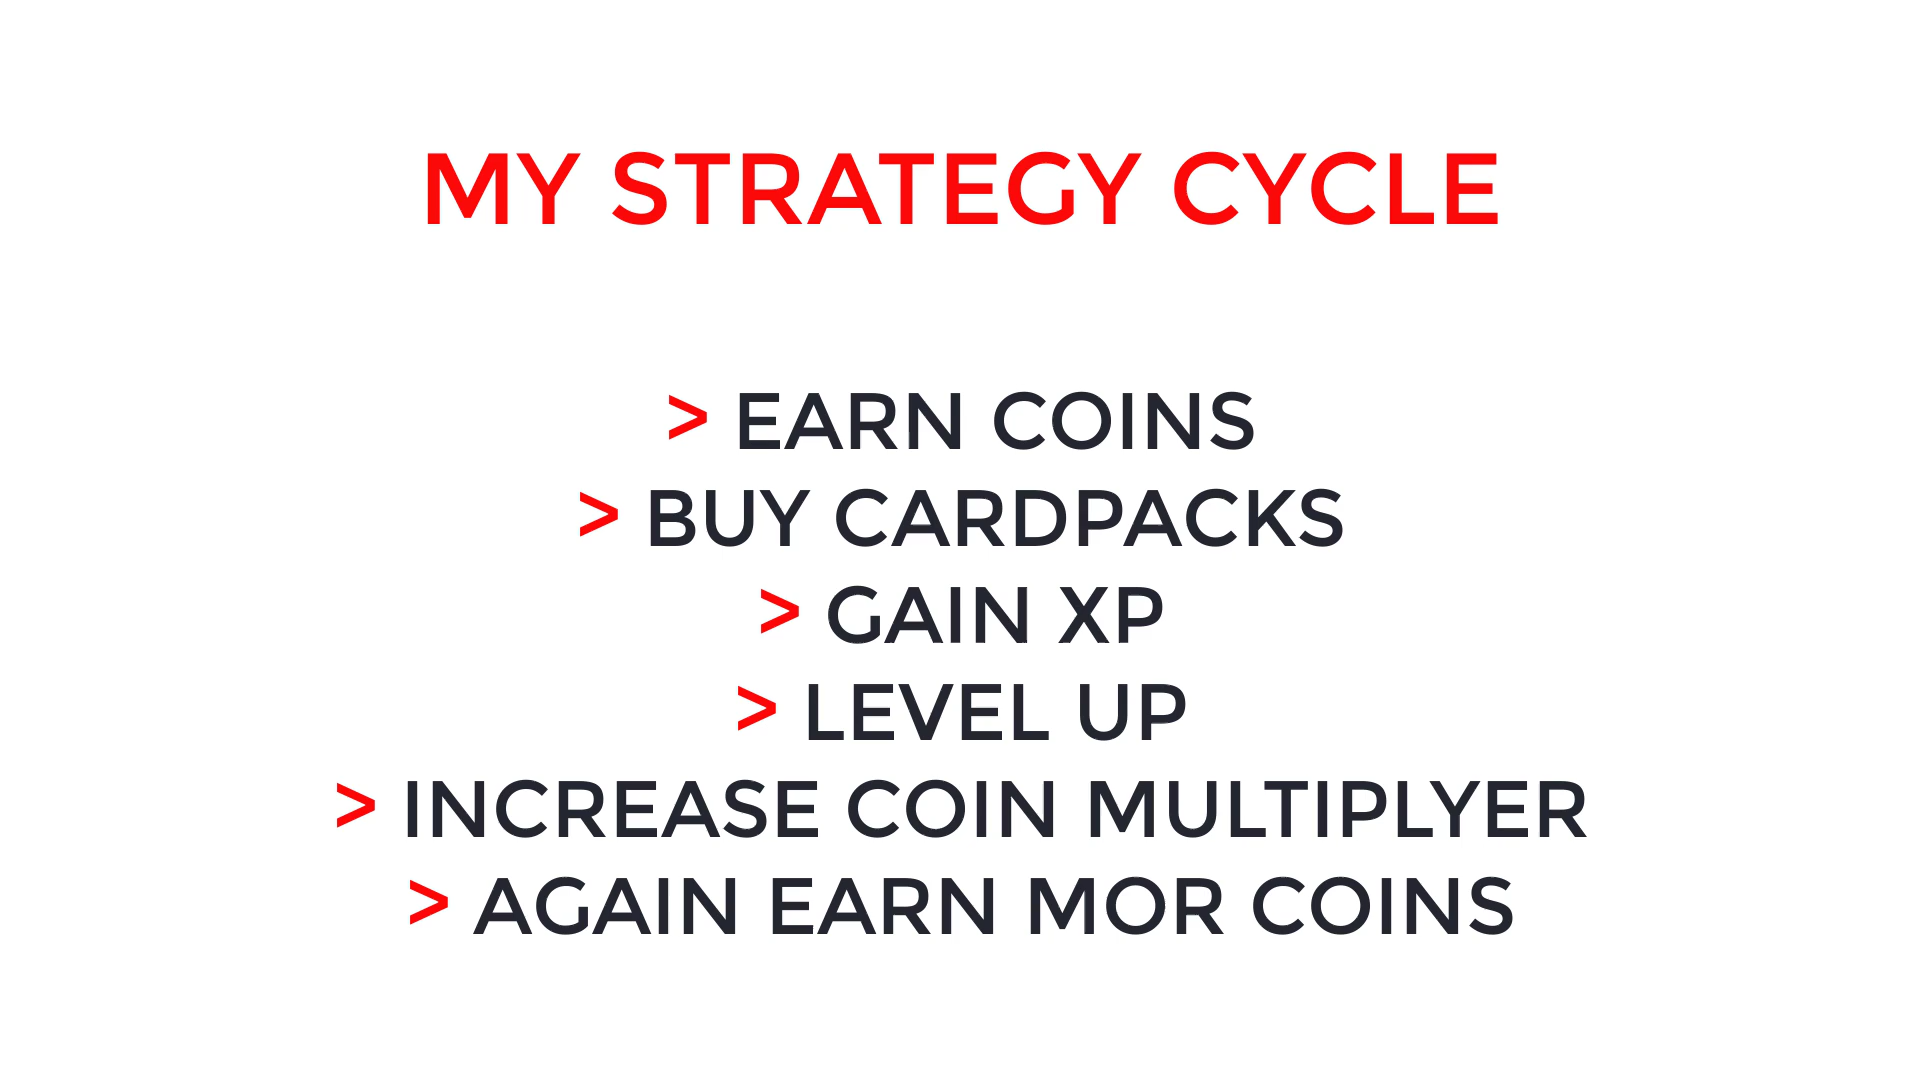 MY STRATEGY CYCLE
> EARN COINS
> BUY CARDPACKS
> GAIN XP
> LEVEL UP
> INCREASE COIN MULTIPLYER
> AGAIN EARN MOR COINS